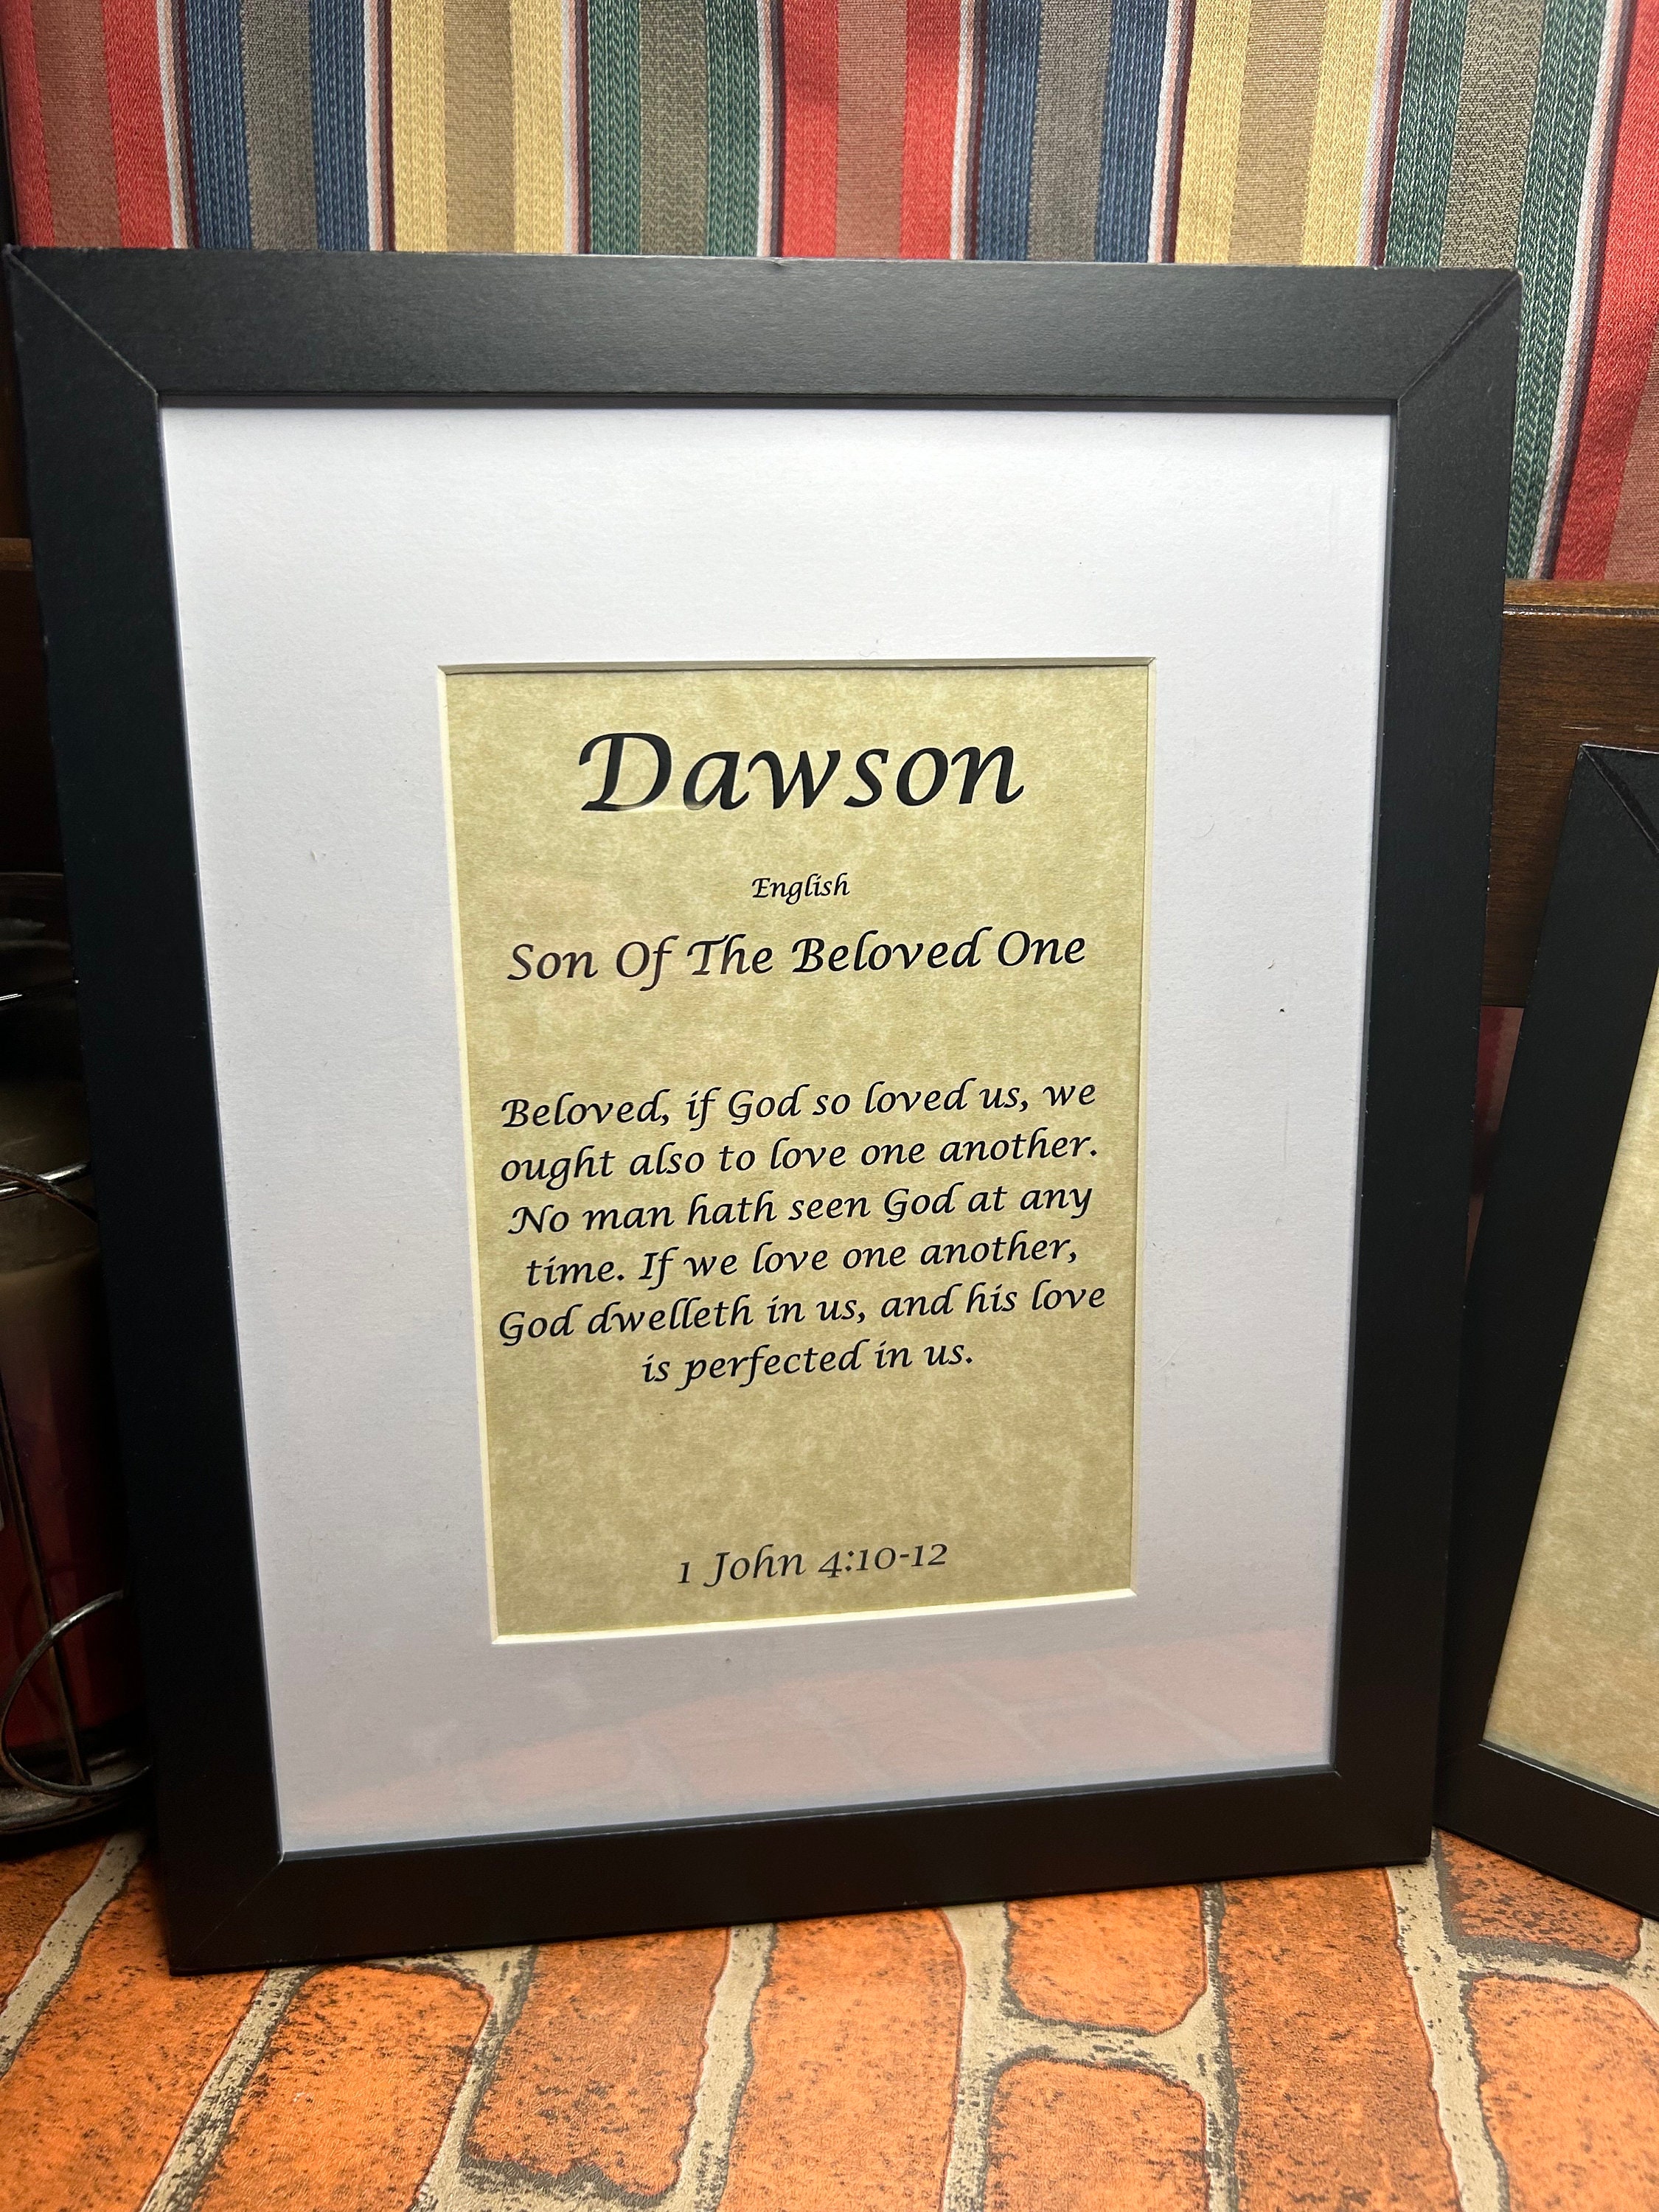 Dawson
English
Son Of The Beloved One
Beloved, if God so loved us, we
ought also to love one another.
No man hath seen God at any
time. If we love one another,
God dwelleth in us, and his love
is perfected in us.
1 John 4:10-12